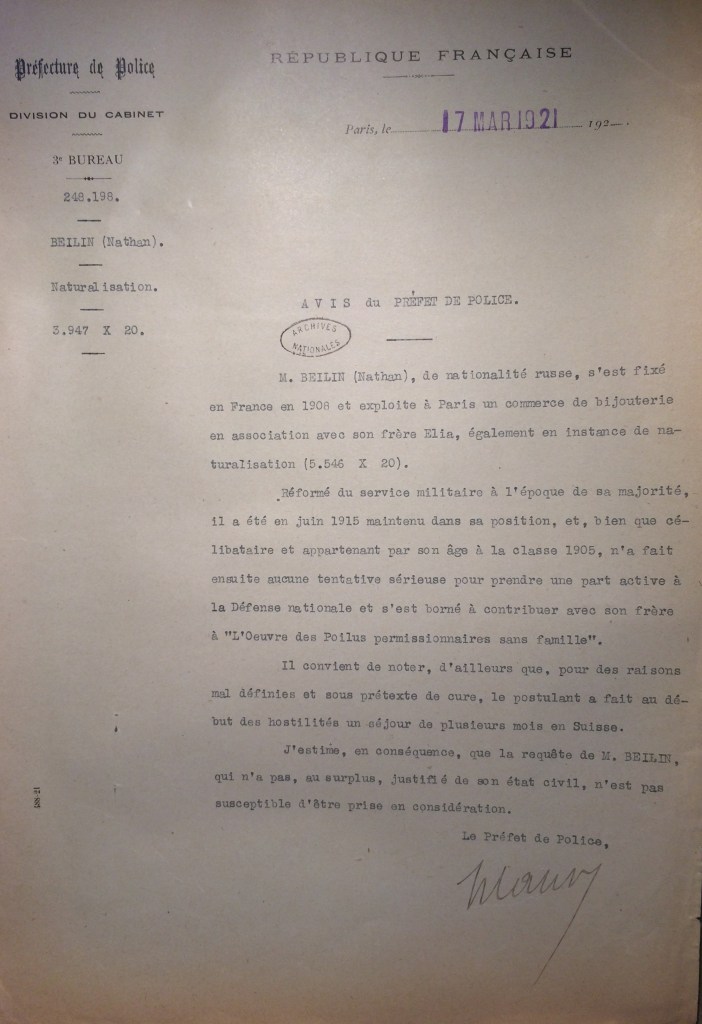 Préfecture de Police
DIVISION DU CABINET
3e BUREAU
248.198.
BEILIN (Nathan).
Naturalisation.
3.947 X 20.
RÉPUBLIQUE FRANÇAISE
Paris, le 17 MAR 1921 192
AVIS du PRÉFET DE POLICE.
ARCHIVES
NATIONALES
M. BEILIN (Nathan), de nationalité russe, s'est fixé
en France en 1908 et exploite à Paris un commerce de bijouterie
en association avec son frère Elia, également en instance de na-
turalisation (5.546 X 20).
Réformé du service militaire à l'époque de sa majorité,
il a été en juin 1915 maintenu dans sa position, et, bien que cé-
libataire et appartenant par son âge à la classe 1905, n'a fait
ensuite aucune tentative sérieuse pour prendre une part active à
la Défense nationale et s'est borné à contribuer avec son frère
à "L'Oeuvre des Poilus permissionnaires sans famille".
Il convient de noter, d'ailleurs que, pour des raisons
mal définies et sous prétexte de cure, le postulant a fait au dé-
but des hostilités un séjour de plusieurs mois en Suisse.
J'estime, en conséquence, que la requête de M. BEILIN,
qui n'a pas, au surplus, justifié de son état civil, n'est pas
susceptible d'être prise en considération.
Le Préfet de Police,